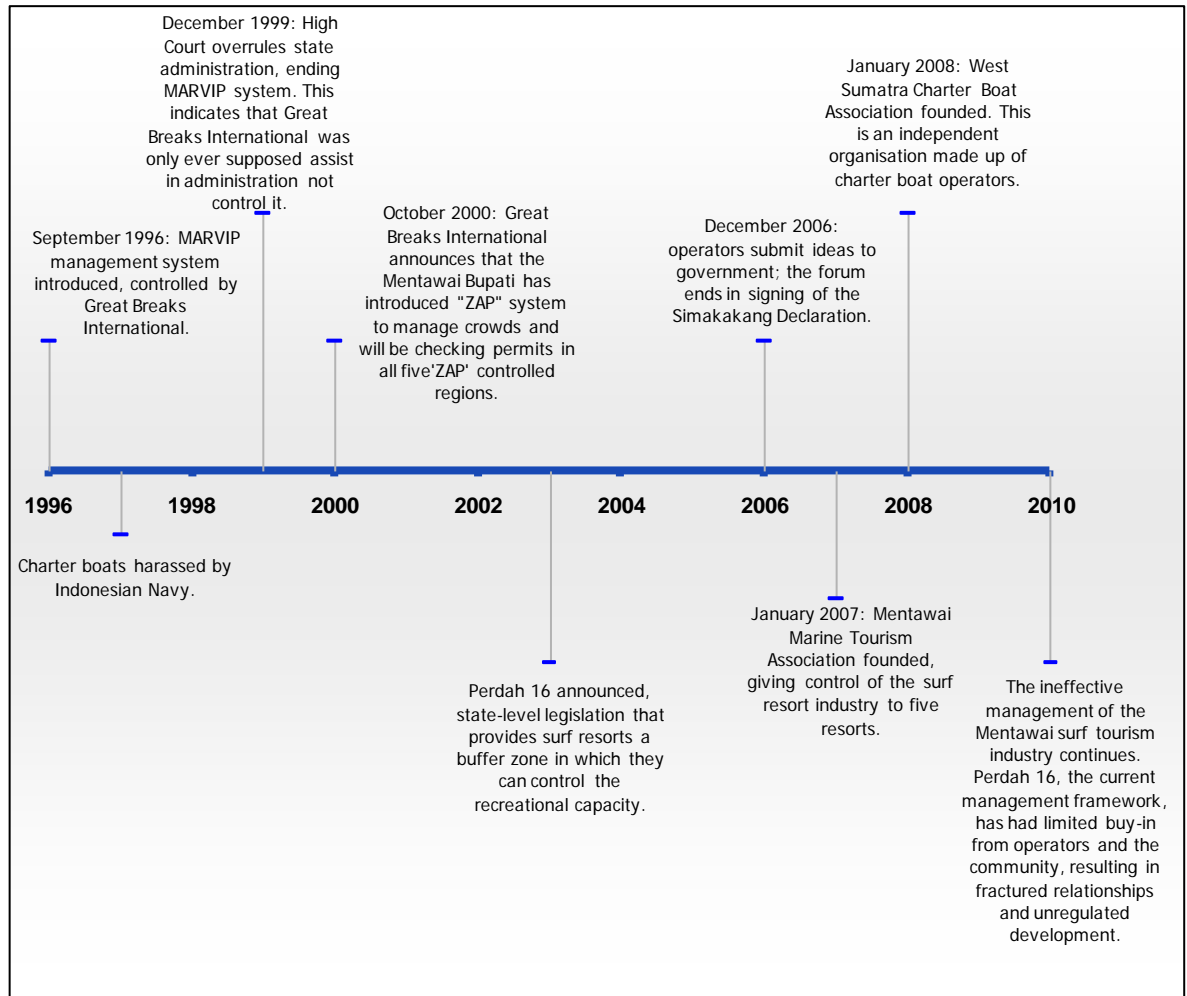 December 1999: High
Court overrules state
administration, ending
MARVIP system. This
indicates that Great
Breaks International was
only ever supposed assist
in administration not
control it.
January 2008: West
Sumatra Charter Boat
Association founded. This
is an independent
organisation made up of
charter boat operators.
September 1996: MARVIP
management system
introduced, controlled by
Great Breaks
International.
October 2000: Great
Breaks International
announces that the
Mentawai Bupati has
introduced "ZAP" system
to manage crowds and
will be checking permits in
all five'ZAP' controlled
regions.
December 2006:
operators submit ideas to
government; the forum
ends in signing of the
Simakakang Declaration.
1996 1998 2000 2002 2004 2006 2008 2010
Charter boats harassed by
Indonesian Navy.
Perdah 16 announced,
state-level legislation that
provides surf resorts a
buffer zone in which they
can control the
recreational capacity.
January 2007: Mentawai
Marine Tourism
Association founded,
giving control of the surf
resort industry to five
resorts.
The ineffective
management of the
Mentawai surf tourism
industry continues.
Perdah 16, the current
management framework,
has had limited buy-in
from operators and the
community, resulting in
fractured relationships
and unregulated
development.